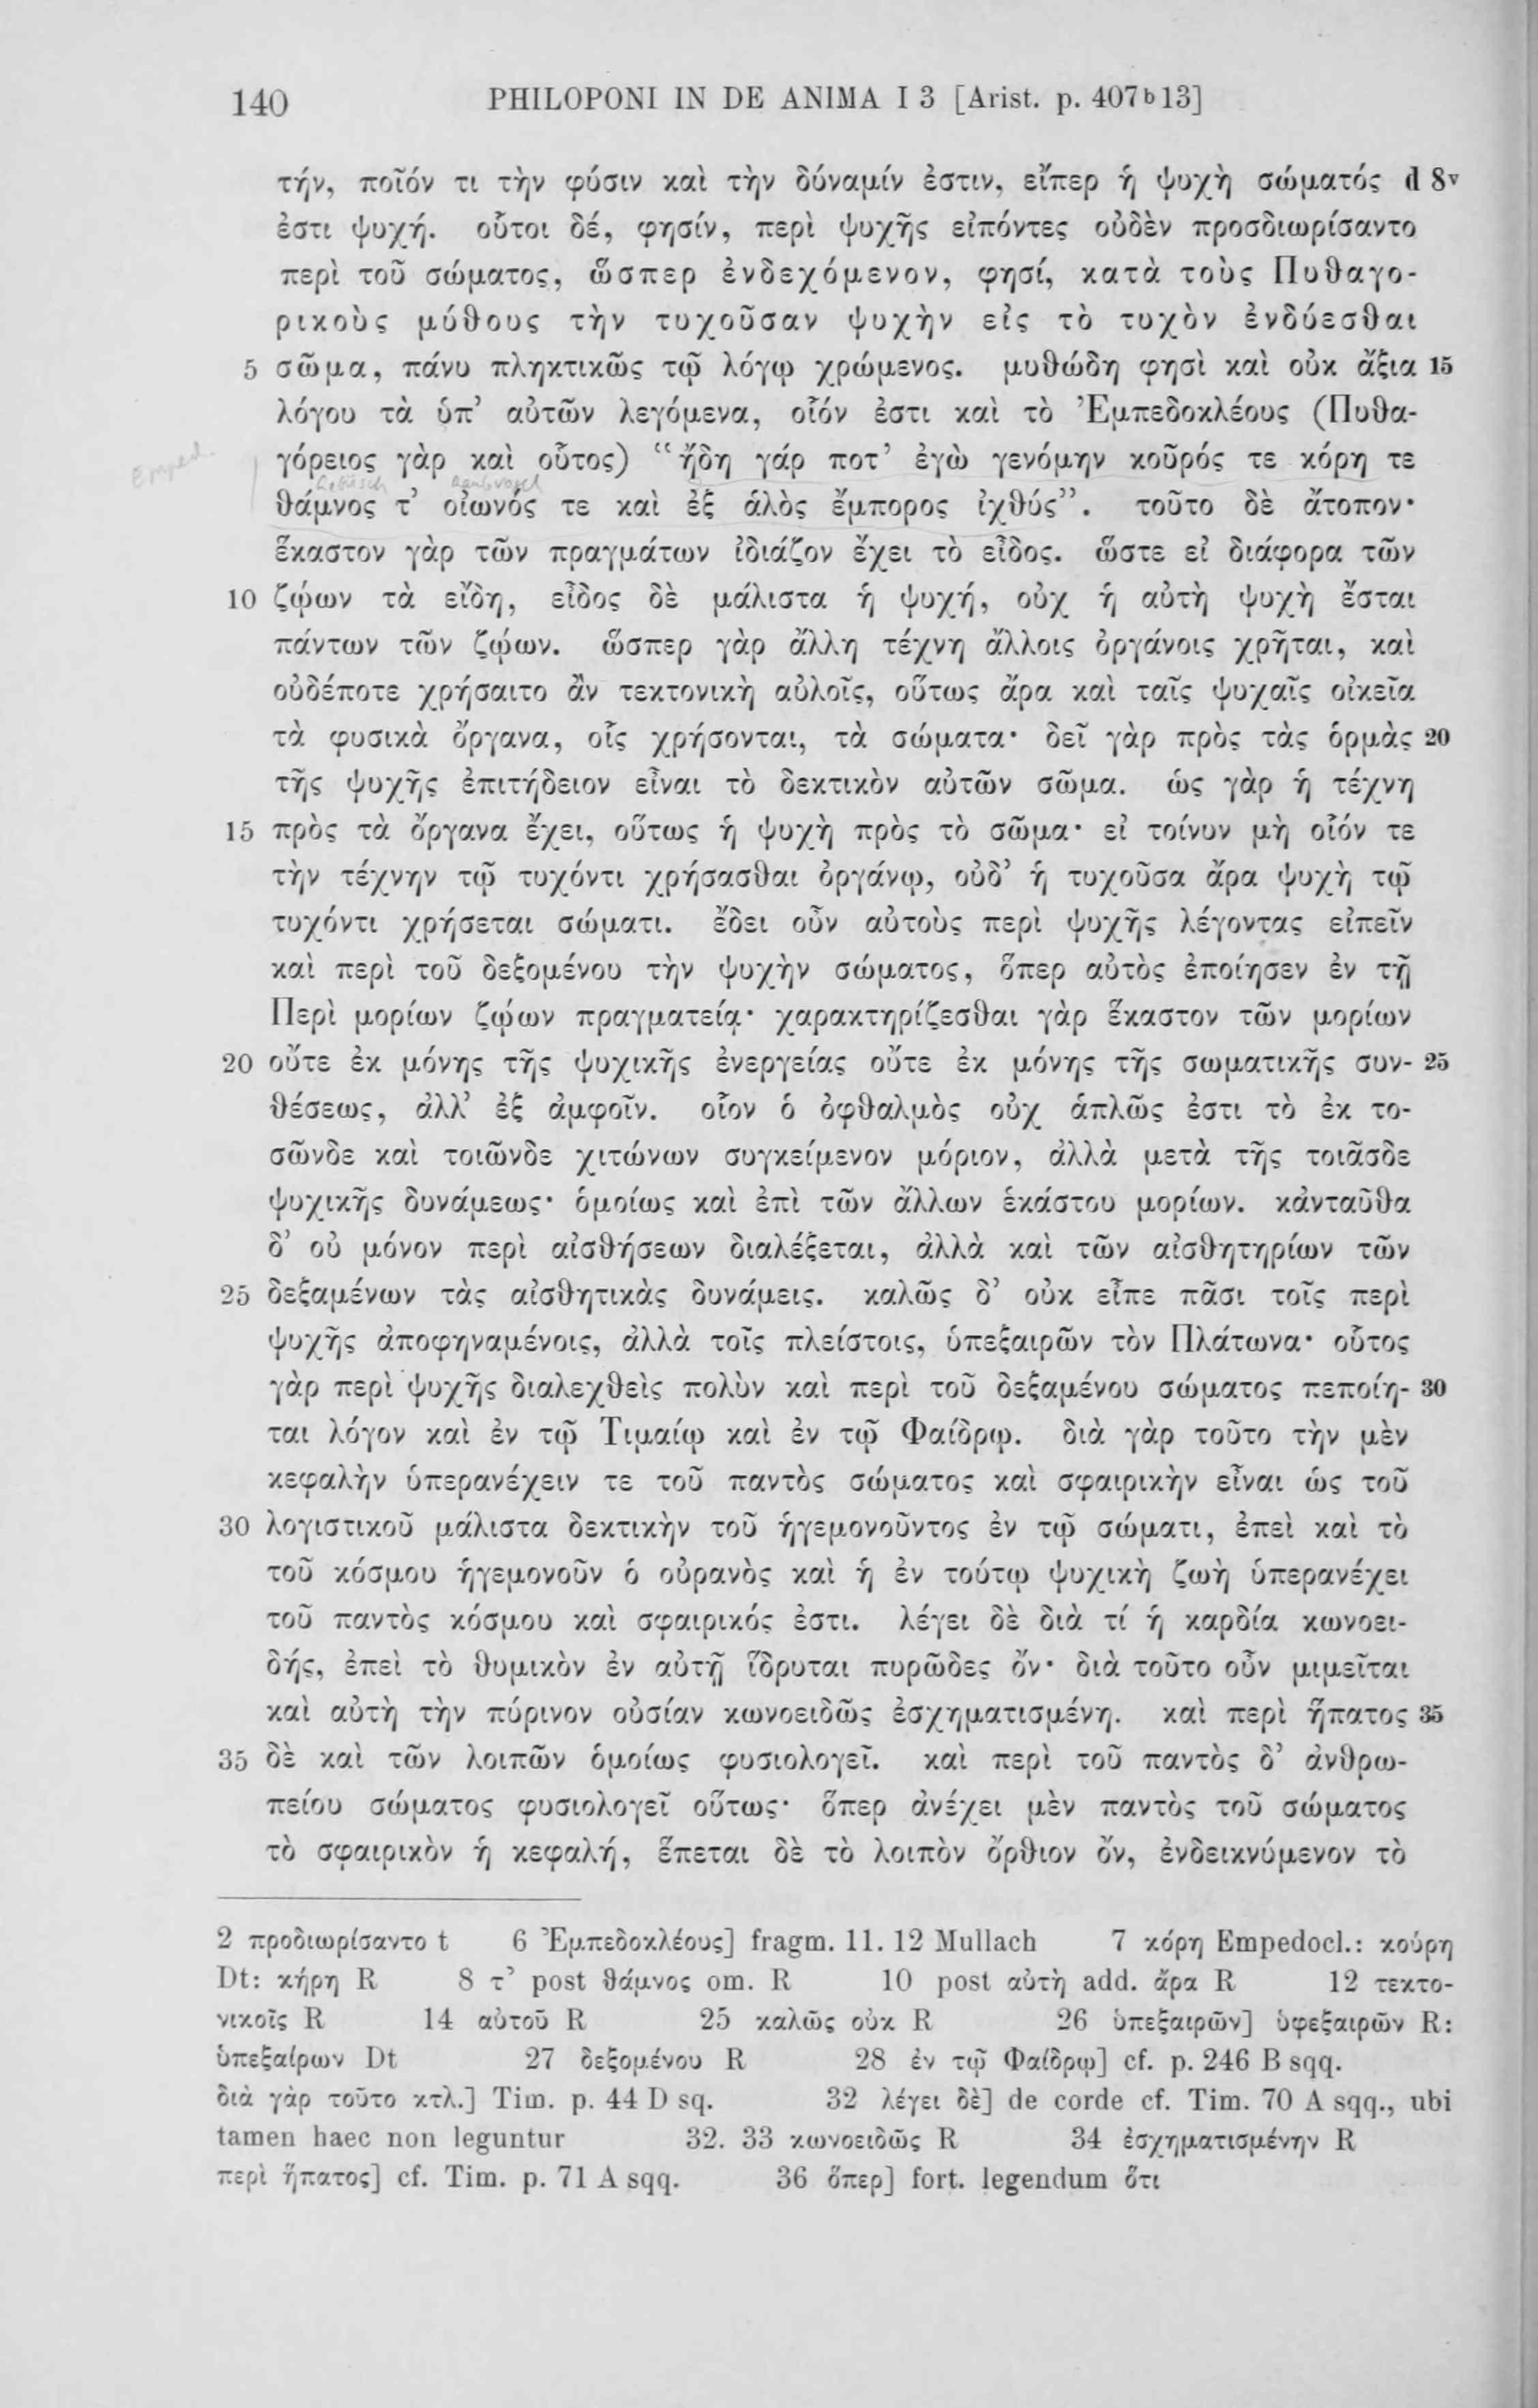 140 PHILOPONI IN DE ANIMA I 3 [Arist. p. 407b13]
τήν, ποῖόν τι τὴν φύσιν καὶ τὴν δύναμίν ἐστιν, εἴπερ ἡ ψυχὴ σώματός d 8v
ἐστι ψυχή. οὗτοι δέ, φησίν, περὶ ψυχῆς εἰπόντες οὐδὲν προσδιωρίσαντο
περὶ τοῦ σώματος, ὥσπερ ἐνδεχόμενον, φησί, κατὰ τοὺς Πυθαγο-
ρικοὺς μύθους τὴν τυχοῦσαν ψυχὴν εἰς τὸ τυχὸν ἐνδύεσθαι
5 σῶμα, πάνυ πληκτικῶς τῷ λόγῳ χρώμενος. μυθώδη φησὶ καὶ οὐκ ἄξια 15
λόγου τὰ ὑπ’ αὐτῶν λεγόμενα, οἷόν ἐστι καὶ τὸ Ἐμπεδοκλέους (Πυθα-
Emped.
γόρειος γὰρ καὶ οὗτος) “ἤδη γάρ ποτ’ ἐγὼ γενόμην κοῦρός τε κόρη τε
θάμνος τ’ οἰωνός τε καὶ ἐξ ἁλὸς ἔμπορος ἰχθύς”. τοῦτο δὲ ἄτοπον·
ἕκαστον γὰρ τῶν πραγμάτων ἰδιάζον ἔχει τὸ εἶδος. ὥστε εἰ διάφορα τῶν
10 ζῴων τὰ εἴδη, εἶδος δὲ μάλιστα ἡ ψυχή, οὐχ ἡ αὐτὴ ψυχὴ ἔσται
πάντων τῶν ζῴων. ὥσπερ γὰρ ἄλλη τέχνη ἄλλοις ὀργάνοις χρῆται, καὶ
οὐδέποτε χρήσαιτο ἂν τεκτονικὴ αὐλοῖς, οὕτως ἄρα καὶ ταῖς ψυχαῖς οἰκεῖα
τὰ φυσικὰ ὄργανα, οἷς χρήσονται, τὰ σώματα· δεῖ γὰρ πρὸς τὰς ὁρμὰς 20
τῆς ψυχῆς ἐπιτήδειον εἶναι τὸ δεκτικὸν αὐτῶν σῶμα. ὡς γὰρ ἡ τέχνη
15 πρὸς τὰ ὄργανα ἔχει, οὕτως ἡ ψυχὴ πρὸς τὸ σῶμα· εἰ τοίνυν μὴ οἷόν τε
τὴν τέχνην τῷ τυχόντι χρήσασθαι ὀργάνῳ, οὐδ’ ἡ τυχοῦσα ἄρα ψυχὴ τῷ
τυχόντι χρήσεται σώματι. ἔδει οὖν αὐτοὺς περὶ ψυχῆς λέγοντας εἰπεῖν
καὶ περὶ τοῦ δεξομένου τὴν ψυχὴν σώματος, ὅπερ αὐτὸς ἐποίησεν ἐν τῇ
Περὶ μορίων ζῴων πραγματείᾳ· χαρακτηρίζεσθαι γὰρ ἕκαστον τῶν μορίων
20 οὔτε ἐκ μόνης τῆς ψυχικῆς ἐνεργείας οὔτε ἐκ μόνης τῆς σωματικῆς συν- 25
θέσεως, ἀλλ’ ἐξ ἀμφοῖν. οἷον ὁ ὀφθαλμὸς οὐχ ἁπλῶς ἐστι τὸ ἐκ το-
σῶνδε καὶ τοιῶνδε χιτώνων συγκείμενον μόριον, ἀλλὰ μετὰ τῆς τοιᾶσδε
ψυχικῆς δυνάμεως· ὁμοίως καὶ ἐπὶ τῶν ἄλλων ἑκάστου μορίων. κἀνταῦθα
δ’ οὐ μόνον περὶ αἰσθήσεων διαλέξεται, ἀλλὰ καὶ τῶν αἰσθητηρίων τῶν
25 δεξαμένων τὰς αἰσθητικὰς δυνάμεις. καλῶς δ’ οὐκ εἶπε πᾶσι τοῖς περὶ
ψυχῆς ἀποφηναμένοις, ἀλλὰ τοῖς πλείστοις, ὑπεξαιρῶν τὸν Πλάτωνα· οὗτος
γὰρ περὶ ψυχῆς διαλεχθεὶς πολὺν καὶ περὶ τοῦ δεξαμένου σώματος πεποίη- 30
ται λόγον καὶ ἐν τῷ Τιμαίῳ καὶ ἐν τῷ Φαίδρῳ. διὰ γὰρ τοῦτο τὴν μὲν
κεφαλὴν ὑπερανέχειν τε τοῦ παντὸς σώματος καὶ σφαιρικὴν εἶναι ὡς τοῦ
30 λογιστικοῦ μάλιστα δεκτικὴν τοῦ ἡγεμονοῦντος ἐν τῷ σώματι, ἐπεὶ καὶ τὸ
τοῦ κόσμου ἡγεμονοῦν ὁ οὐρανὸς καὶ ἡ ἐν τούτῳ ψυχικὴ ζωὴ ὑπερανέχει
τοῦ παντὸς κόσμου καὶ σφαιρικός ἐστι. λέγει δὲ διὰ τί ἡ καρδία κωνοει-
δής, ἐπεὶ τὸ θυμικὸν ἐν αὐτῇ ἵδρυται πυρῶδες ὄν· διὰ τοῦτο οὖν μιμεῖται
καὶ αὐτὴ τὴν πύρινον οὐσίαν κωνοειδῶς ἐσχηματισμένη. καὶ περὶ ἥπατος 35
35 δὲ καὶ τῶν λοιπῶν ὁμοίως φυσιολογεῖ. καὶ περὶ τοῦ παντὸς δ’ ἀνθρω-
πείου σώματος φυσιολογεῖ οὕτως· ὅπερ ἀνέχει μὲν παντὸς τοῦ σώματος
τὸ σφαιρικὸν ἡ κεφαλή, ἕπεται δὲ τὸ λοιπὸν ὄρθιον ὄν, ἐνδεικνύμενον τὸ
2 προδιωρίσαντο t 6 Ἐμπεδοκλέους] fragm. 11. 12 Mullach 7 κόρη Empedocl.: κούρη
Dt: κήρη R 8 τ’ post θάμνος om. R 10 post αὐτὴ add. ἄρα R 12 τεκτο-
νικοῖς R 14 αὐτοῦ R 25 καλῶς οὐκ R 26 ὑπεξαιρῶν] ὑφεξαιρῶν R:
ὑπεξαίρων Dt 27 δεξομένου R 28 ἐν τῷ Φαίδρῳ] cf. p. 246 B sqq.
διὰ γὰρ τοῦτο κτλ.] Tim. p. 44 D sq. 32 λέγει δὲ] de corde cf. Tim. 70 A sqq., ubi
tamen haec non leguntur 32. 33 κωνοειδῶς R 34 ἐσχηματισμένην R
περὶ ἥπατος] cf. Tim. p. 71 A sqq. 36 ὅπερ] fort. legendum ὅτι